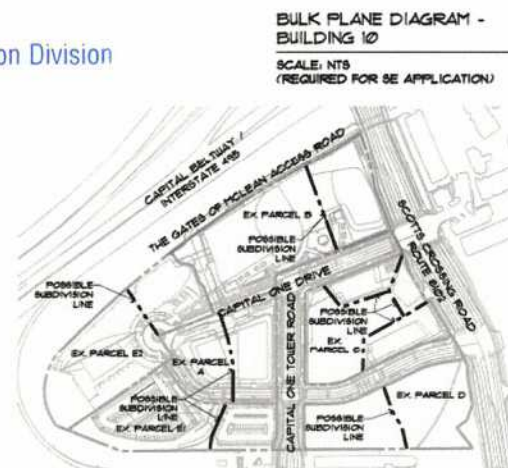 on Division
BULK PLANE DIAGRAM -
BUILDING 10
SCALE: NTS
(REQUIRED FOR SE APPLICATION)
CAPITAL BELTWAY /
INTERSTATE 495
THE GATES OF MCLEAN ACCESS ROAD
EX. PARCEL B
POSSIBLE
SUBDIVISION
LINE
SCOTTS CROSSING ROAD
CAPITAL ONE DRIVE
POSSIBLE
SUBDIVISION
LINE
POSSIBLE
SUBDIVISION
LINE
EX.
PARCEL C
CAPITAL ONE TOWER ROAD
EX. PARCEL E2
EX. PARCEL
A
POSSIBLE
SUBDIVISION
LINE
EX. PARCEL E1
EX. PARCEL D
POSSIBLE
SUBDIVISION
LINE